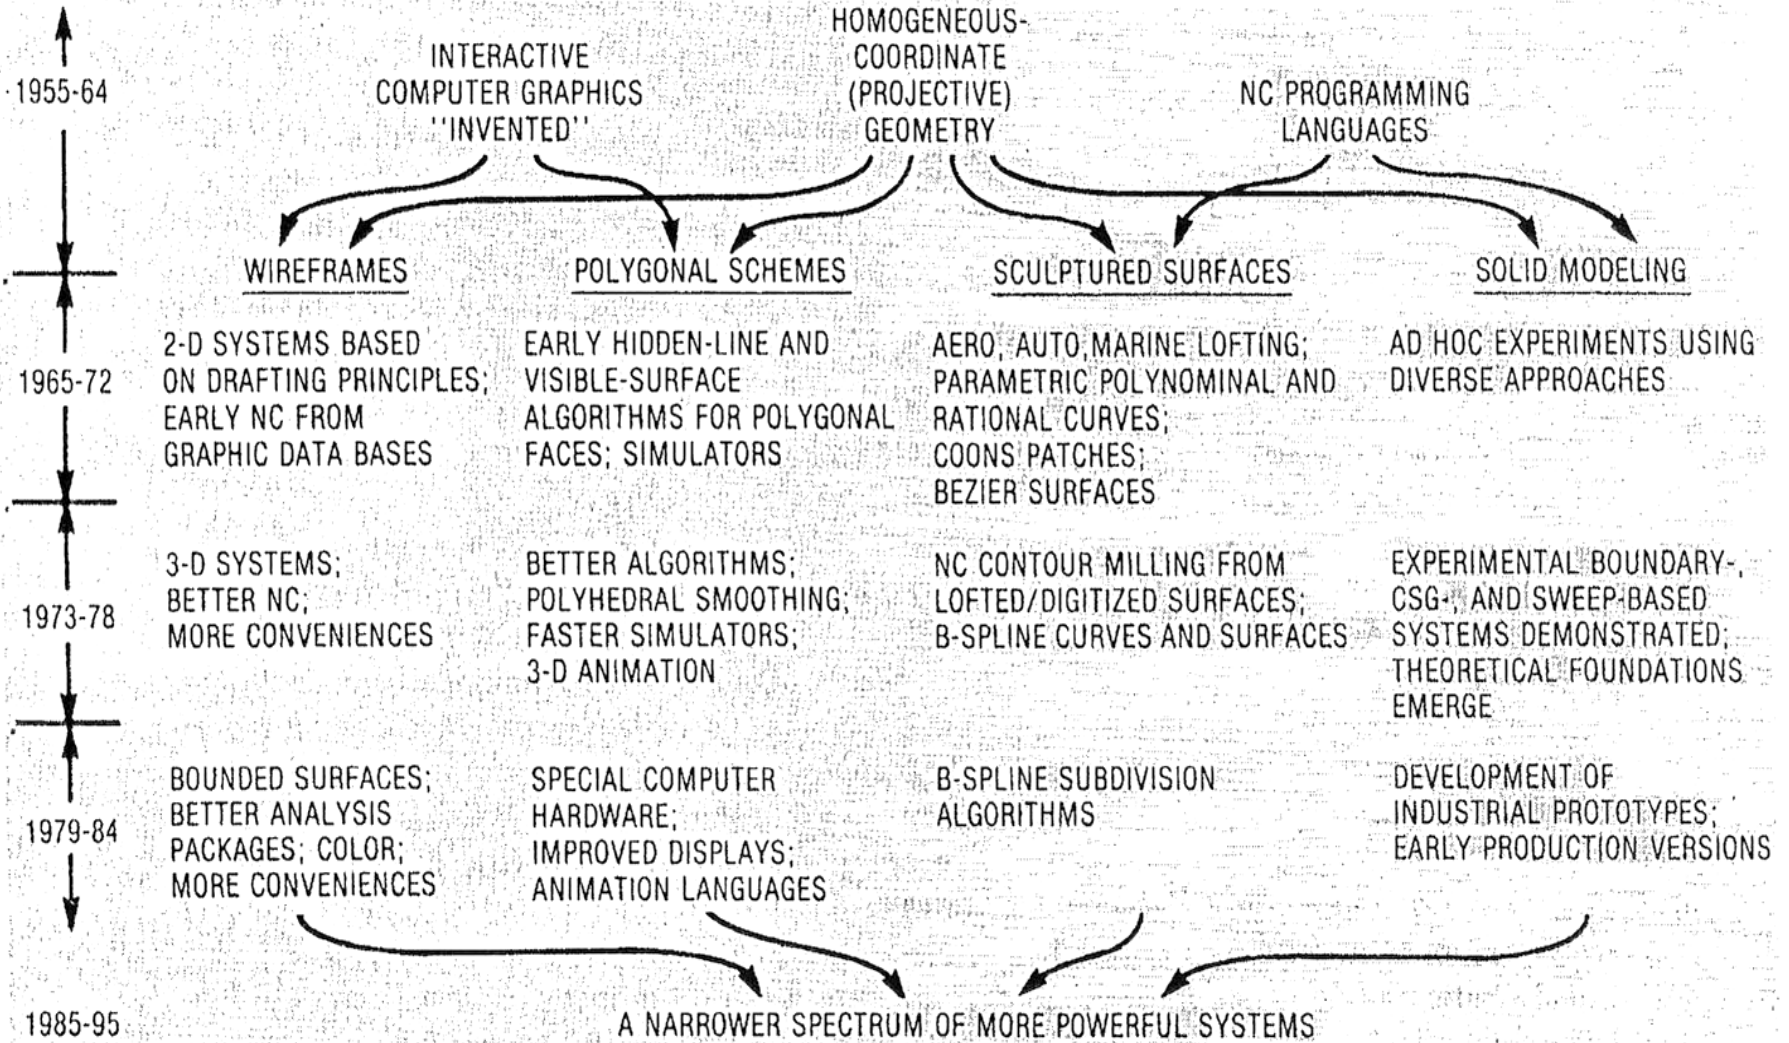 1955-64
INTERACTIVE
COMPUTER GRAPHICS
"INVENTED"
HOMOGENEOUS-
COORDINATE
(PROJECTIVE)
GEOMETRY
NC PROGRAMMING
LANGUAGES
WIREFRAMES
POLYGONAL SCHEMES
SCULPTURED SURFACES
SOLID MODELING
1965-72
2-D SYSTEMS BASED
ON DRAFTING PRINCIPLES;
EARLY NC FROM
GRAPHIC DATA BASES
EARLY HIDDEN-LINE AND
VISIBLE-SURFACE
ALGORITHMS FOR POLYGONAL
FACES; SIMULATORS
AERO, AUTO, MARINE LOFTING;
PARAMETRIC POLYNOMINAL AND
RATIONAL CURVES;
COONS PATCHES;
BEZIER SURFACES
AD HOC EXPERIMENTS USING
DIVERSE APPROACHES
1973-78
3-D SYSTEMS;
BETTER NC;
MORE CONVENIENCES
BETTER ALGORITHMS;
POLYHEDRAL SMOOTHING;
FASTER SIMULATORS;
3-D ANIMATION
NC CONTOUR MILLING FROM
LOFTED/DIGITIZED SURFACES;
B-SPLINE CURVES AND SURFACES
EXPERIMENTAL BOUNDARY-,
CSG-, AND SWEEP-BASED
SYSTEMS DEMONSTRATED;
THEORETICAL FOUNDATIONS
EMERGE
1979-84
BOUNDED SURFACES;
BETTER ANALYSIS
PACKAGES; COLOR;
MORE CONVENIENCES
SPECIAL COMPUTER
HARDWARE;
IMPROVED DISPLAYS;
ANIMATION LANGUAGES
B-SPLINE SUBDIVISION
ALGORITHMS
DEVELOPMENT OF
INDUSTRIAL PROTOTYPES;
EARLY PRODUCTION VERSIONS
1985-95
A NARROWER SPECTRUM OF MORE POWERFUL SYSTEMS